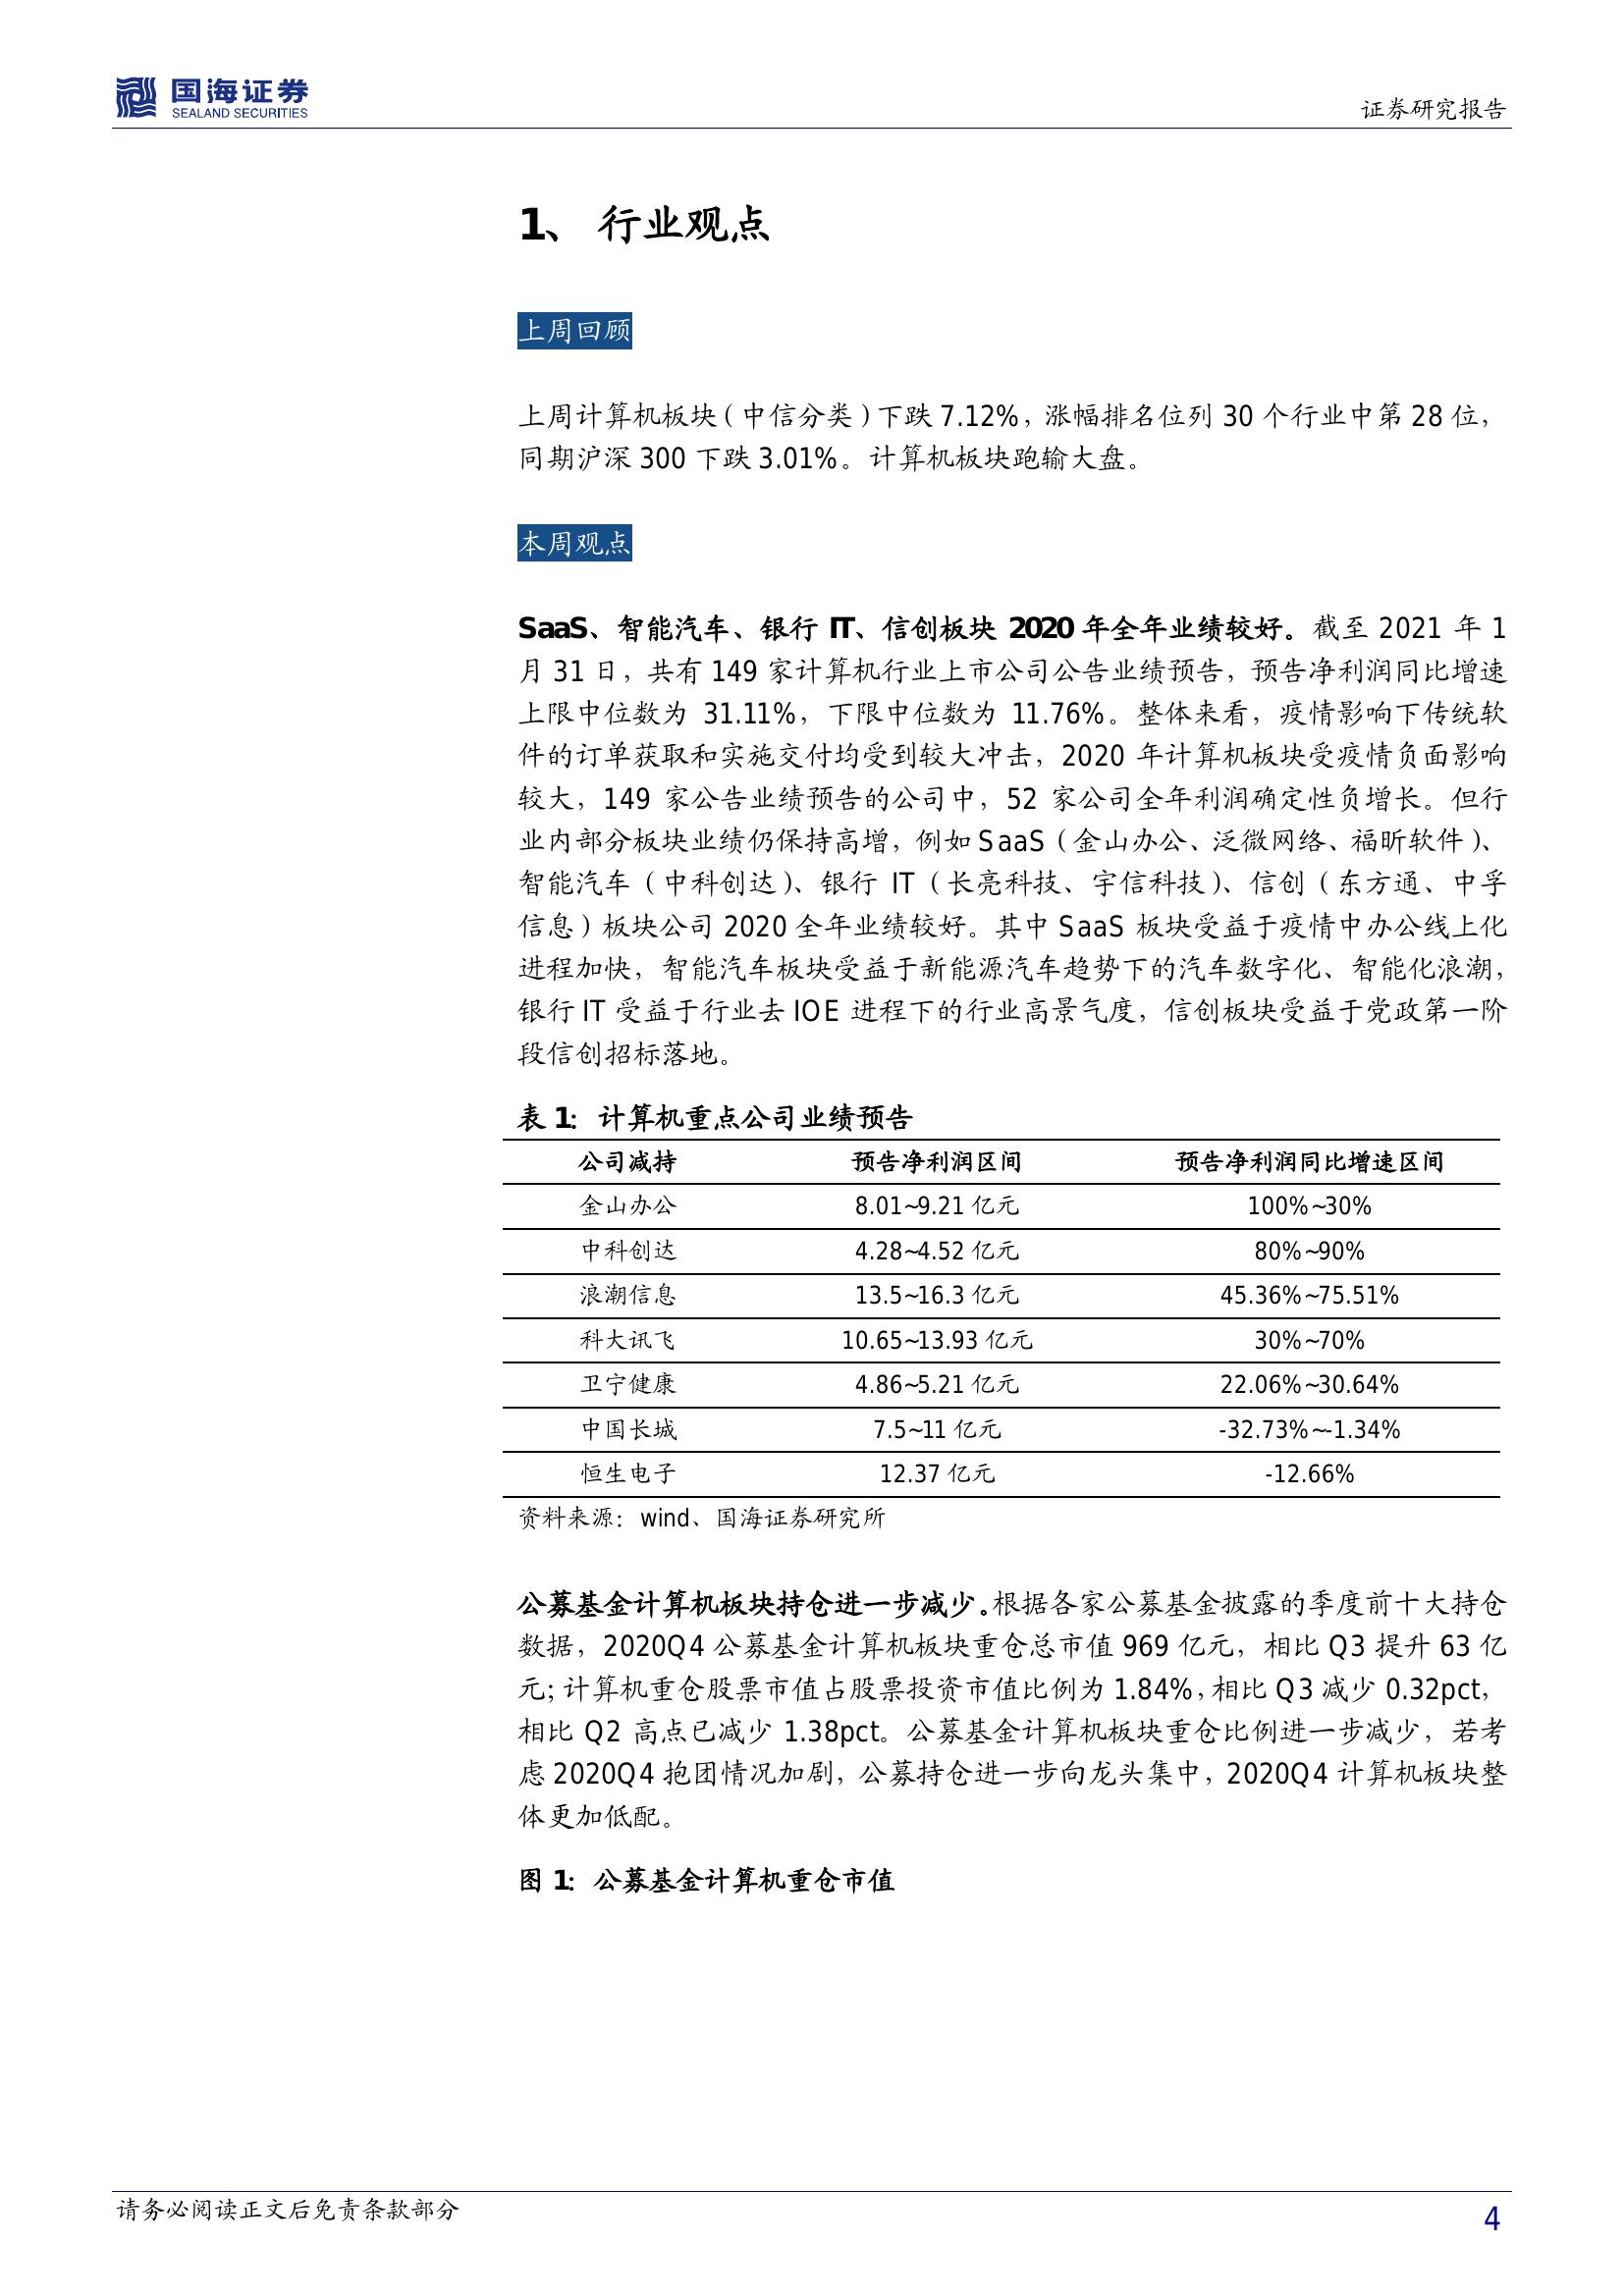 国海证券
SEALAND SECURITIES
证券研究报告
1、 行业观点
上周回顾
上周计算机板块（中信分类）下跌 7.12%，涨幅排名位列 30 个行业中第 28 位，
同期沪深 300 下跌 3.01%。计算机板块跑输大盘。
本周观点
SaaS、智能汽车、银行 IT、信创板块 2020 年全年业绩较好。截至 2021 年 1
月 31 日，共有 149 家计算机行业上市公司公告业绩预告，预告净利润同比增速
上限中位数为 31.11%，下限中位数为 11.76%。整体来看，疫情影响下传统软
件的订单获取和实施交付均受到较大冲击，2020 年计算机板块受疫情负面影响
较大，149 家公告业绩预告的公司中，52 家公司全年利润确定性负增长。但行
业内部分板块业绩仍保持高增，例如 SaaS（金山办公、泛微网络、福昕软件）、
智能汽车（中科创达）、银行 IT（长亮科技、宇信科技）、信创（东方通、中孚
信息）板块公司 2020 全年业绩较好。其中 SaaS 板块受益于疫情中办公线上化
进程加快，智能汽车板块受益于新能源汽车趋势下的汽车数字化、智能化浪潮，
银行 IT 受益于行业去 IOE 进程下的行业高景气度，信创板块受益于党政第一阶
段信创招标落地。
表 1：计算机重点公司业绩预告
公司减持 预告净利润区间 预告净利润同比增速区间
金山办公 8.01~9.21 亿元 100%~30%
中科创达 4.28~4.52 亿元 80%~90%
浪潮信息 13.5~16.3 亿元 45.36%~75.51%
科大讯飞 10.65~13.93 亿元 30%~70%
卫宁健康 4.86~5.21 亿元 22.06%~30.64%
中国长城 7.5~11 亿元 -32.73%~-1.34%
恒生电子 12.37 亿元 -12.66%
资料来源：wind、国海证券研究所
公募基金计算机板块持仓进一步减少。根据各家公募基金披露的季度前十大持仓
数据，2020Q4 公募基金计算机板块重仓总市值 969 亿元，相比 Q3 提升 63 亿
元；计算机重仓股票市值占股票投资市值比例为 1.84%，相比 Q3 减少 0.32pct，
相比 Q2 高点已减少 1.38pct。公募基金计算机板块重仓比例进一步减少，若考
虑 2020Q4 抱团情况加剧，公募持仓进一步向龙头集中，2020Q4 计算机板块整
体更加低配。
图 1：公募基金计算机重仓市值
请务必阅读正文后免责条款部分
4